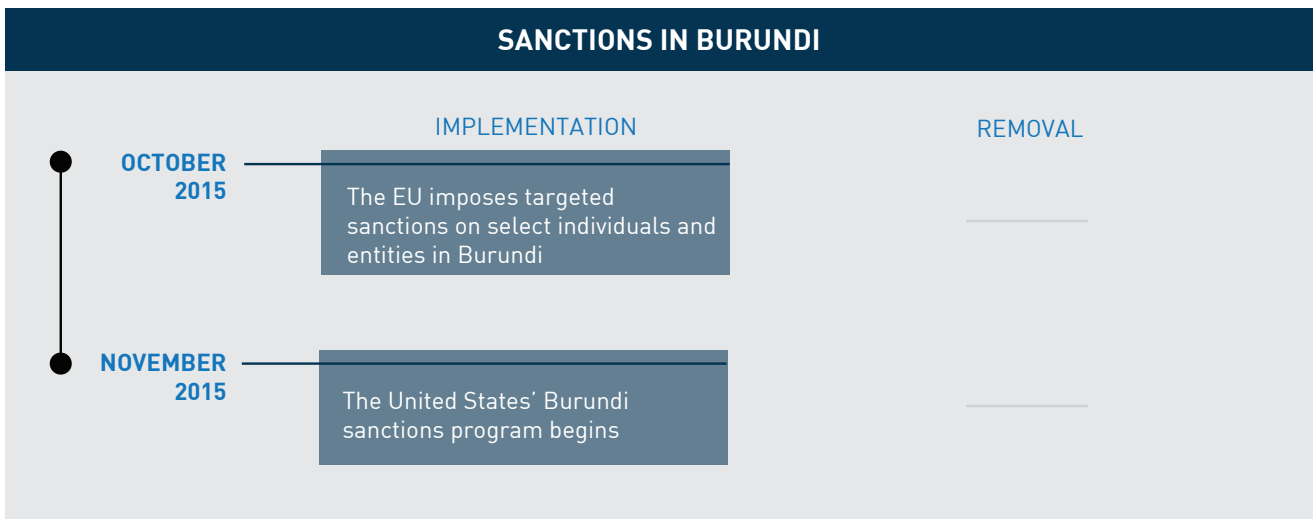 SANCTIONS IN BURUNDI
IMPLEMENTATION
REMOVAL
OCTOBER
2015
The EU imposes targeted
sanctions on select individuals and
entities in Burundi
NOVEMBER
2015
The United States’ Burundi
sanctions program begins